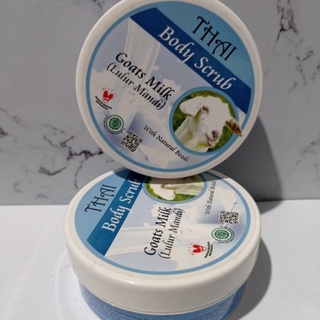 THAI
Body Scrub
Goats Milk
(Lulur Mandi)
With Natural Beads
THAI
Body Scrub
Goats Milk
(Lulur Mandi)
With Natural Beads